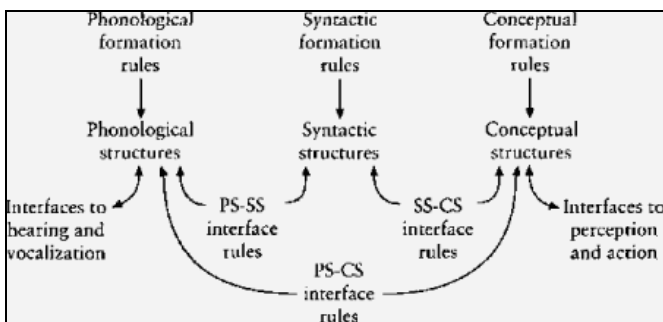 Phonological
formation
rules
Syntactic
formation
rules
Conceptual
formation
rules
Phonological
structures
Syntactic
structures
Conceptual
structures
Interfaces to
hearing and
vocalization
PS-SS
interface
rules
SS-CS
interface
rules
Interfaces to
perception
and action
PS-CS
interface
rules